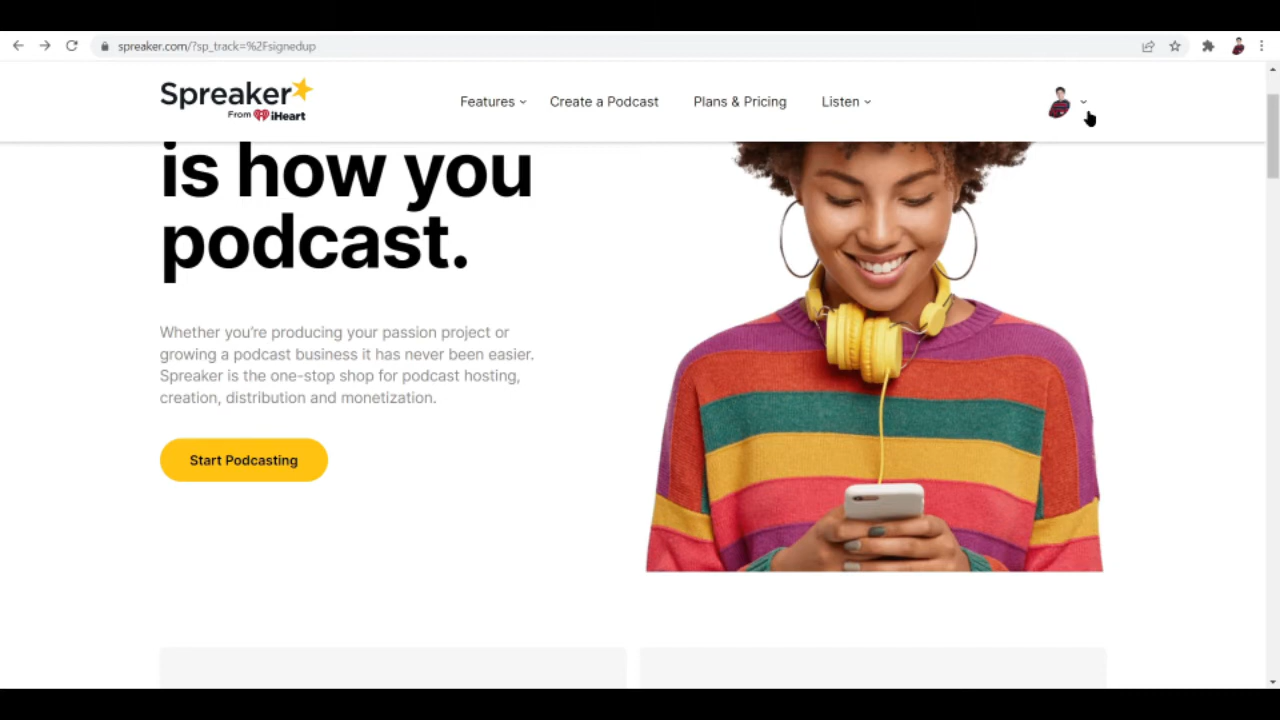 spreaker.com/?sp_track=%2Fsignedup
Spreaker
From iHeart
Features
Create a Podcast
Plans & Pricing
Listen
is how you
podcast.
Whether you're producing your passion project or
growing a podcast business it has never been easier.
Spreaker is the one-stop shop for podcast hosting,
creation, distribution and monetization.
Start Podcasting